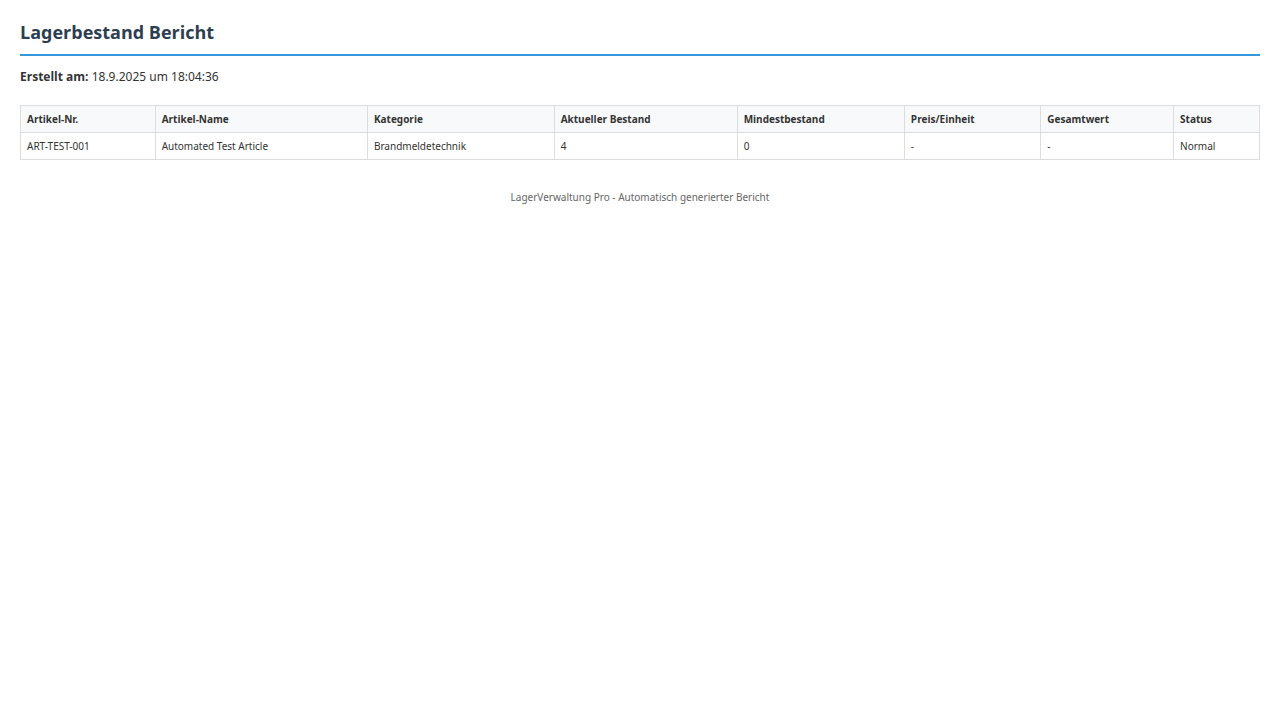 Lagerbestand Bericht
Erstellt am: 18.9.2025 um 18:04:36
Artikel-Nr. Artikel-Name Kategorie Aktueller Bestand Mindestbestand Preis/Einheit Gesamtwert Status
ART-TEST-001 Automated Test Article Brandmeldetechnik 4 0 - - Normal
LagerVerwaltung Pro - Automatisch generierter Bericht